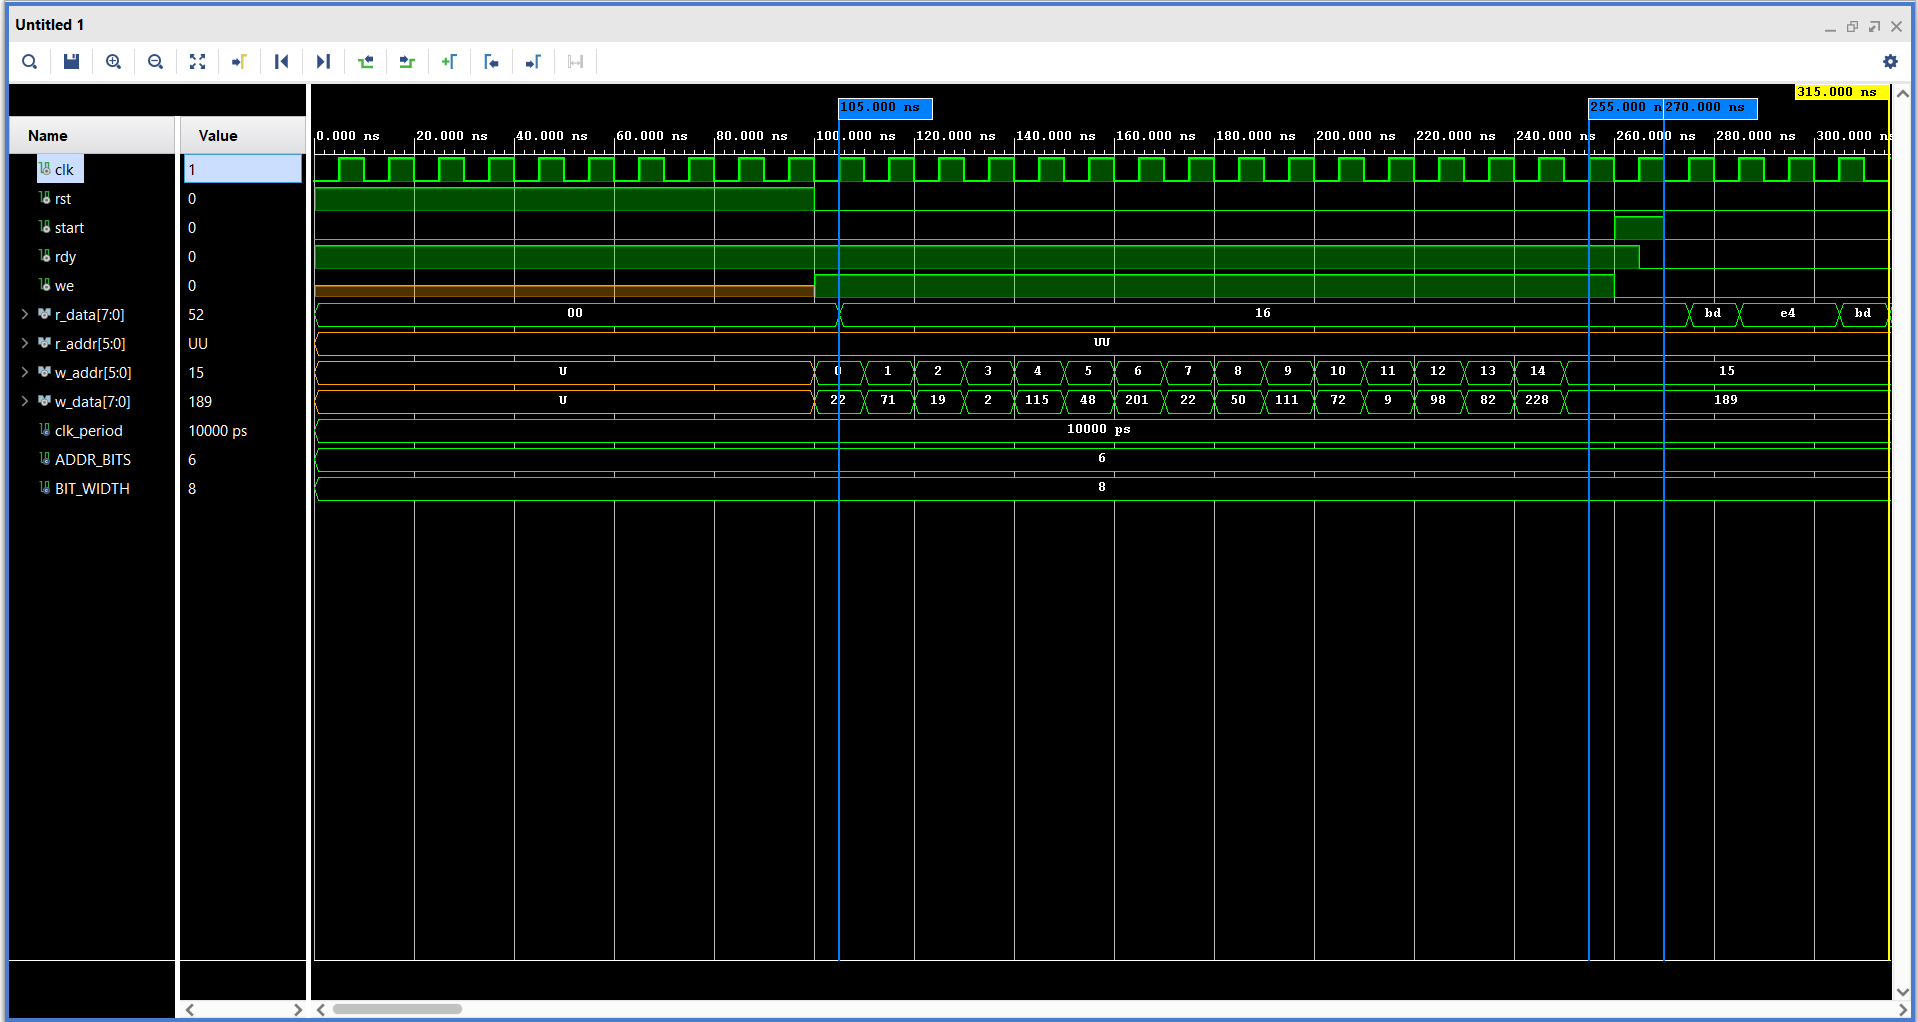 Untitled 1
315.000 ns
105.000 ns 255.000 n 270.000 ns
Name Value
0.000 ns 20.000 ns 40.000 ns 60.000 ns 80.000 ns 100.000 ns 120.000 ns 140.000 ns 160.000 ns 180.000 ns 200.000 ns 220.000 ns 240.000 ns 260.000 ns 280.000 ns 300.000 ns
clk 1
rst 0
start 0
rdy 0
we 0
r_data[7:0] 52 00 16 bd e4 bd
r_addr[5:0] UU UU
w_addr[5:0] 15 U 0 1 2 3 4 5 6 7 8 9 10 11 12 13 14 15
w_data[7:0] 189 U 22 71 19 2 115 48 201 22 50 111 72 9 98 82 228 189
clk_period 10000 ps 10000 ps
ADDR_BITS 6 6
BIT_WIDTH 8 8